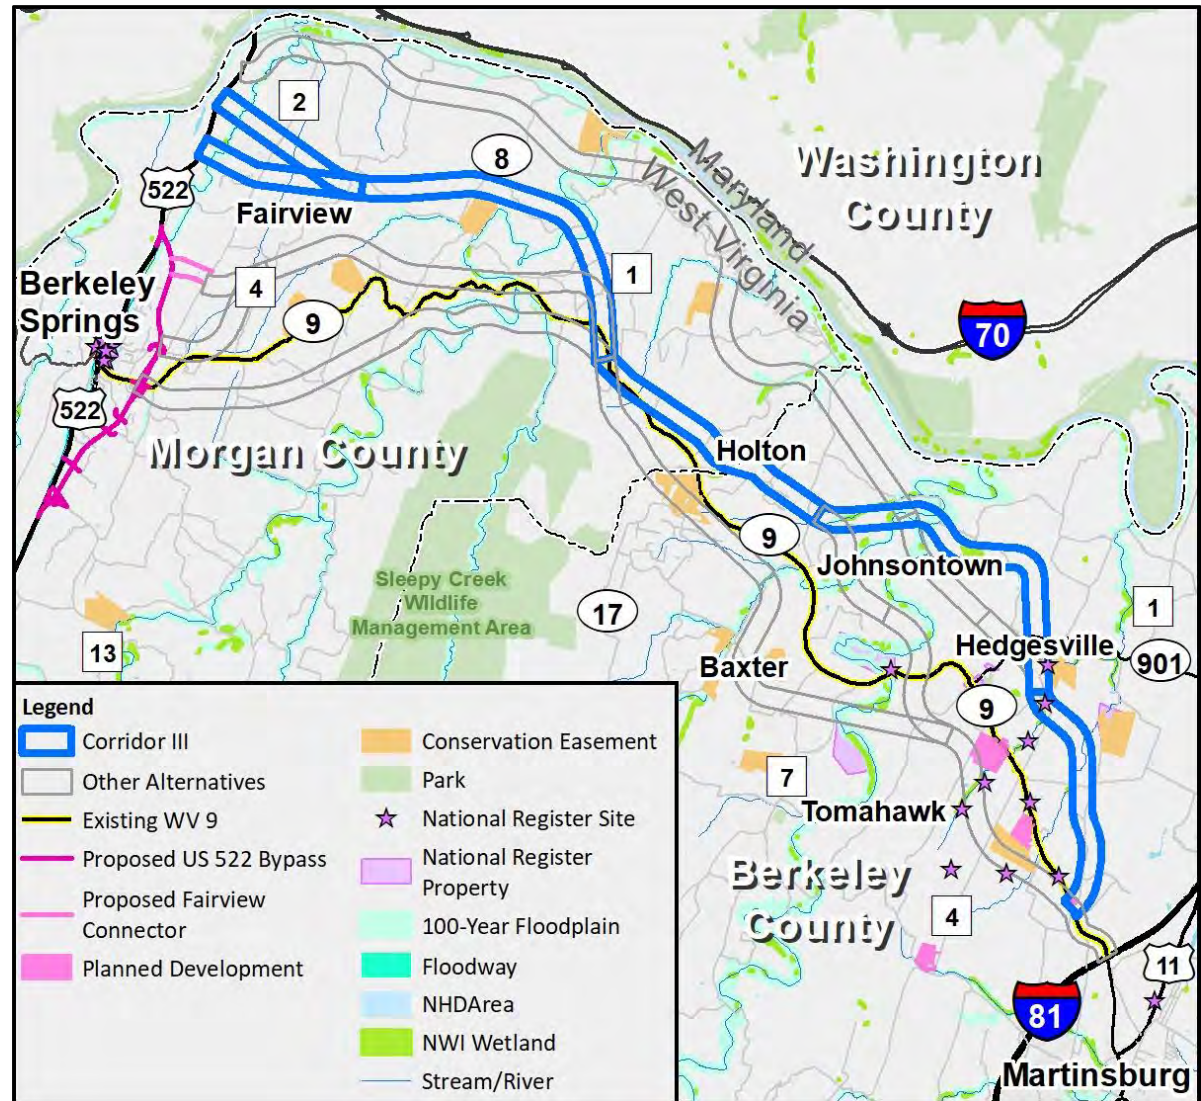 2
8
Maryland
West Virginia
Washington
County
522
Fairview
1
Berkeley
Springs
4
9
70
522
Morgan County
Holton
9
Johnsontown
Sleepy Creek
Wildlife
Management Area
17
1
13
Baxter
Hedgesville
901
9
7
Tomahawk
Berkeley
County
4
11
81
Martinsburg
Legend
Corridor III
Other Alternatives
Existing WV 9
Proposed US 522 Bypass
Proposed Fairview
Connector
Planned Development
Conservation Easement
Park
National Register Site
National Register
Property
100-Year Floodplain
Floodway
NHDArea
NWI Wetland
Stream/River